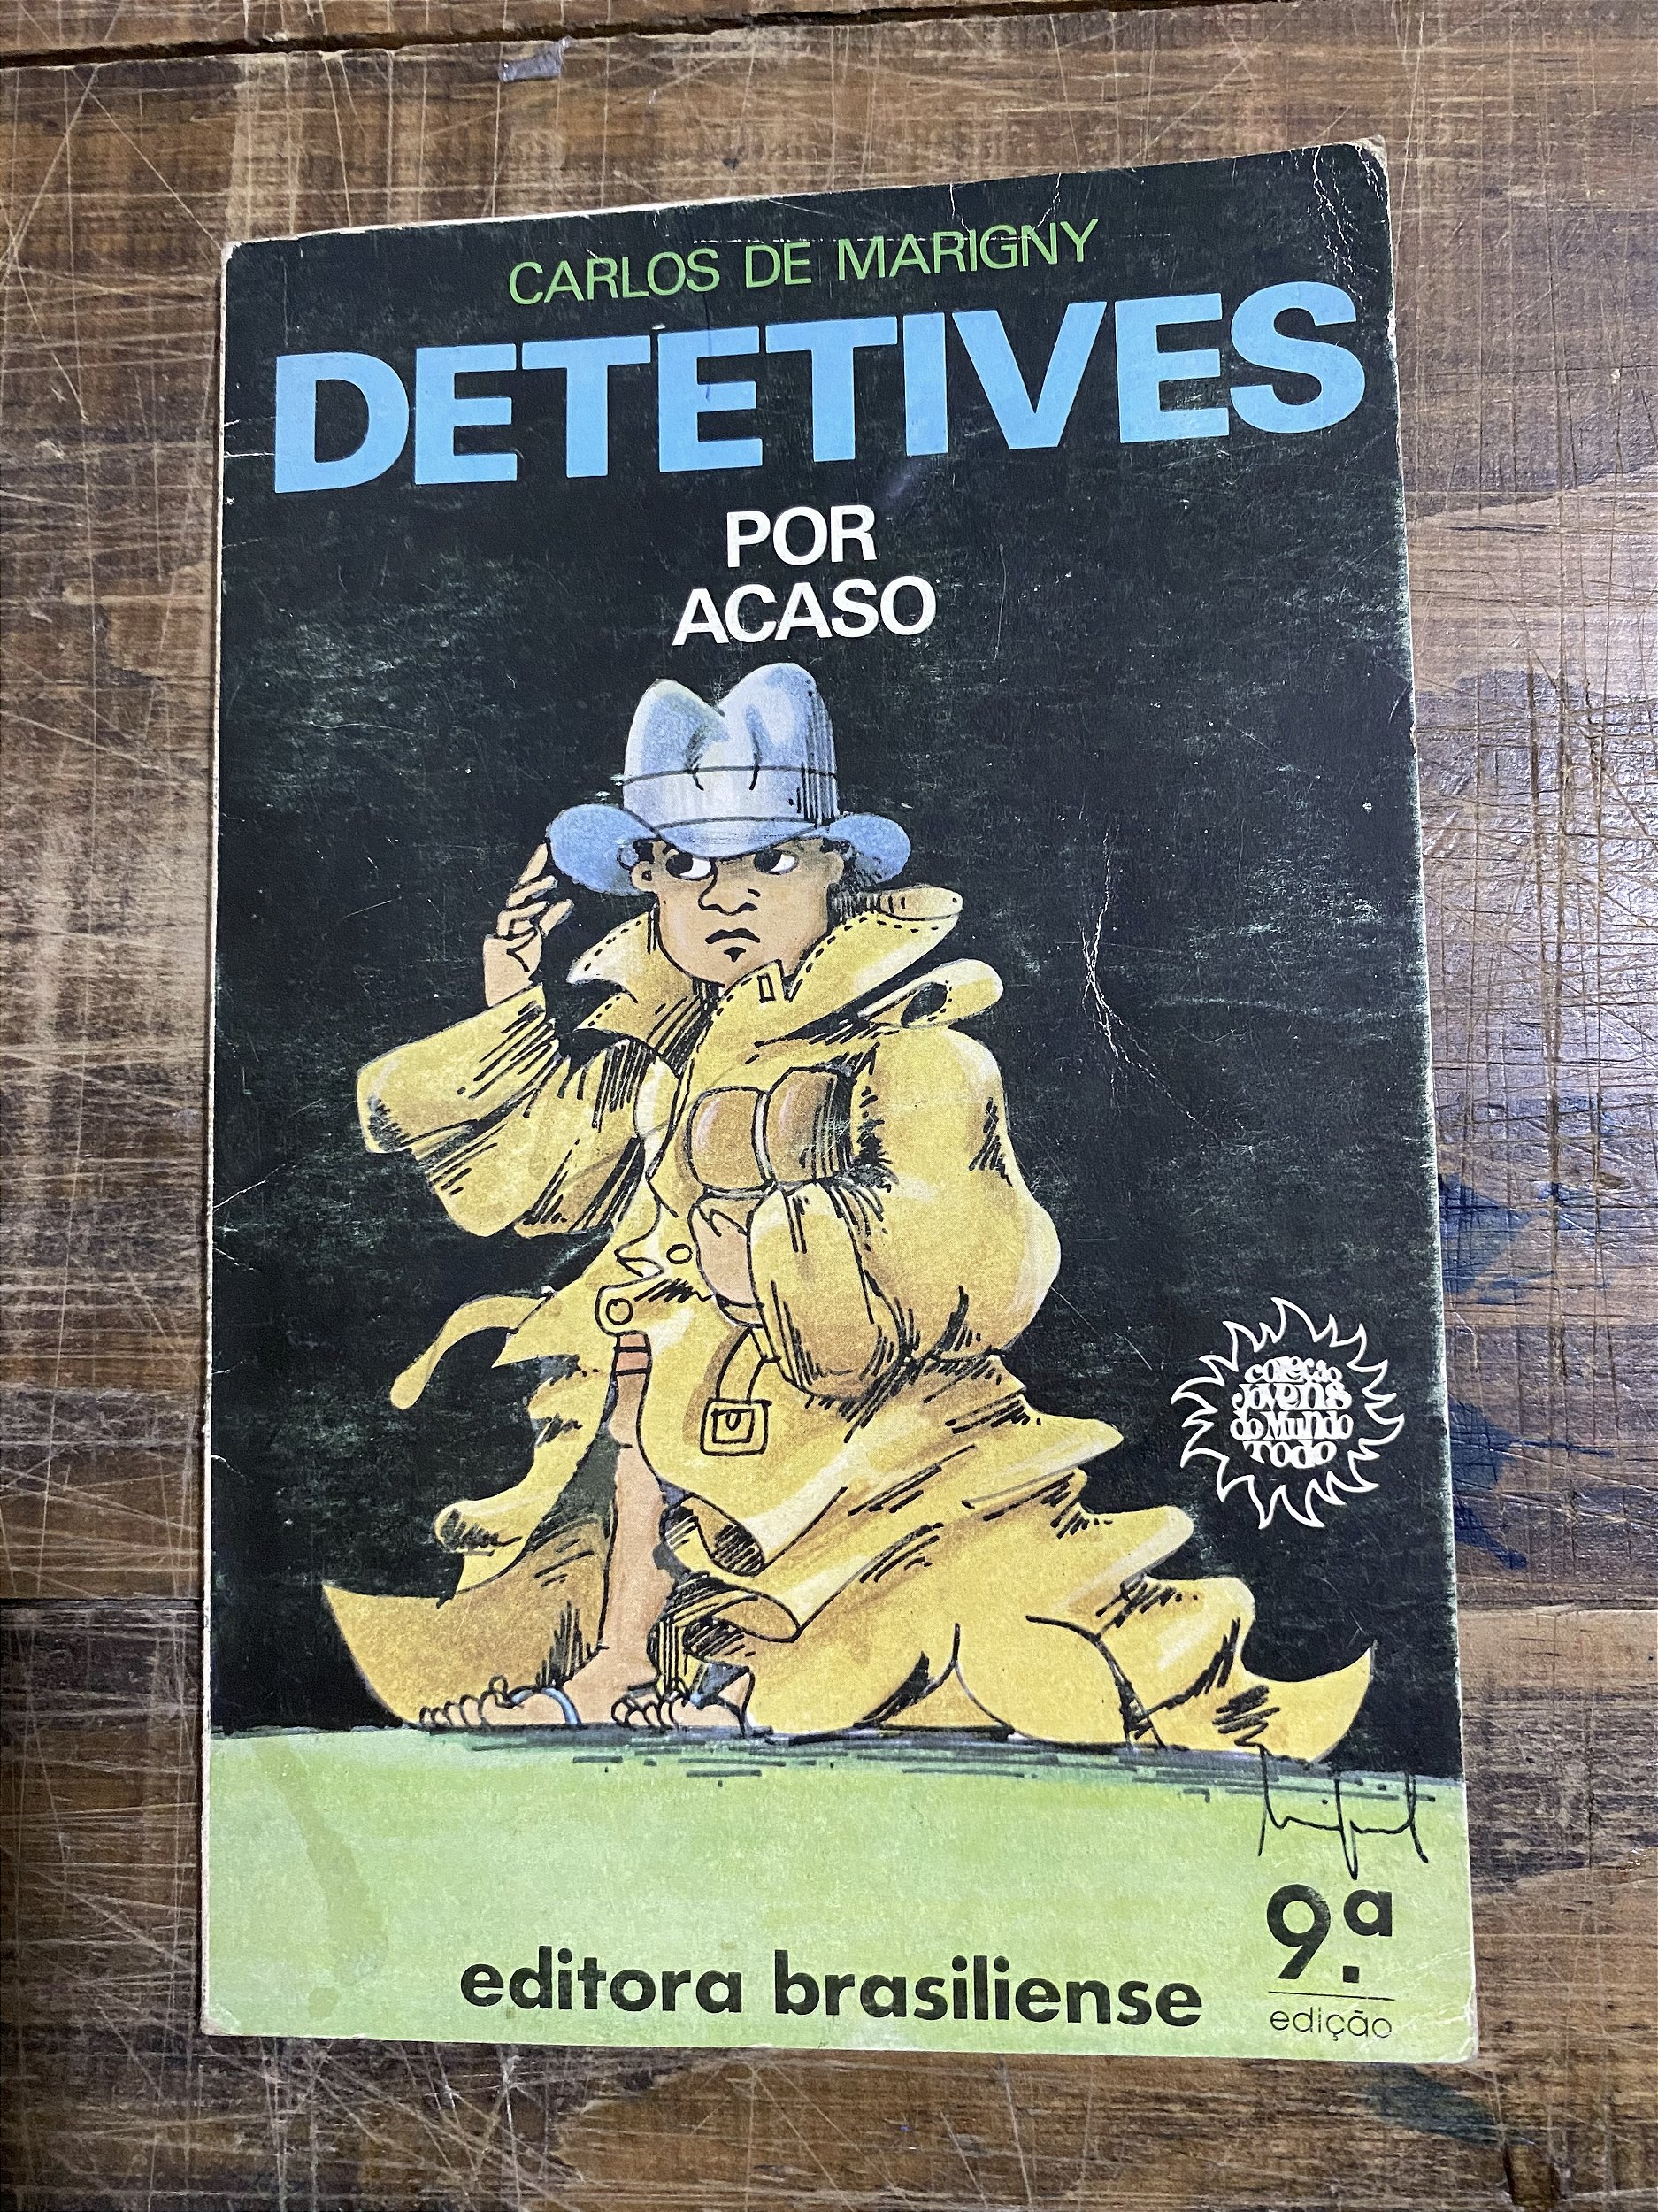 CARLOS DE MARIGNY
DETETIVES
POR
ACASO
coleção
Jovens
do Mundo
Todo
9.ª
edição
editora brasiliense